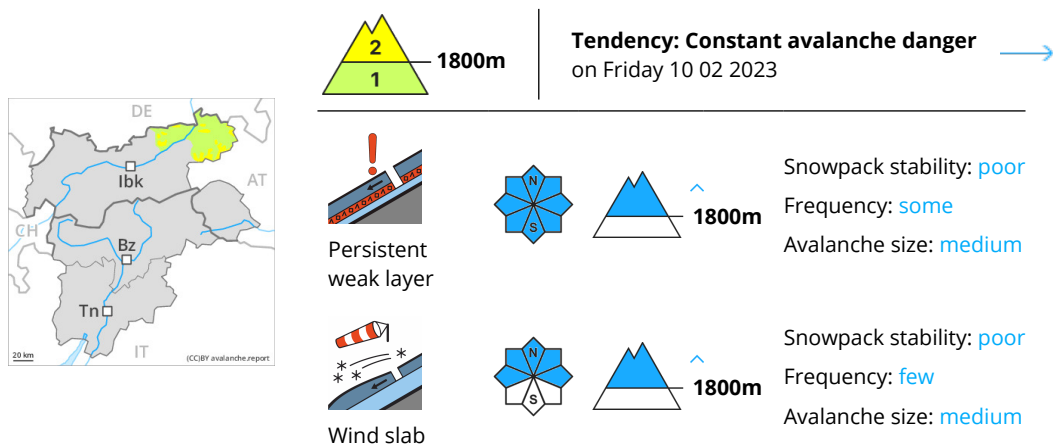 2
1
1800m
Tendency: Constant avalanche danger
on Friday 10 02 2023
DE
AT
Ibk
CH
Bz
Tn
IT
20 km
(CC)BY avalanche.report
Persistent
weak layer
N
S
1800m
Snowpack stability: poor
Frequency: some
Avalanche size: medium
Wind slab
N
S
1800m
Snowpack stability: poor
Frequency: few
Avalanche size: medium